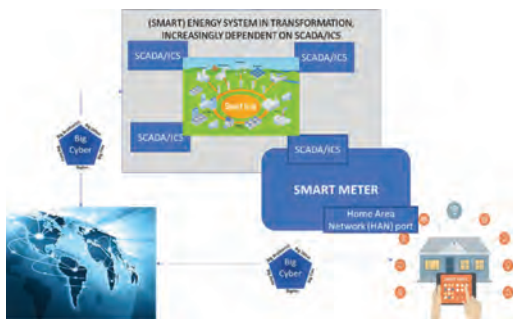 (SMART) ENERGY SYSTEM IN TRANSFORMATION,
INCREASINGLY DEPENDENT ON SCADA/ICS
SCADA/ICS
SCADA/ICS
SCADA/ICS
SCADA/ICS
SMART METER
Home Area
Network (HAN) port
Big
Cyber
Big
Cyber